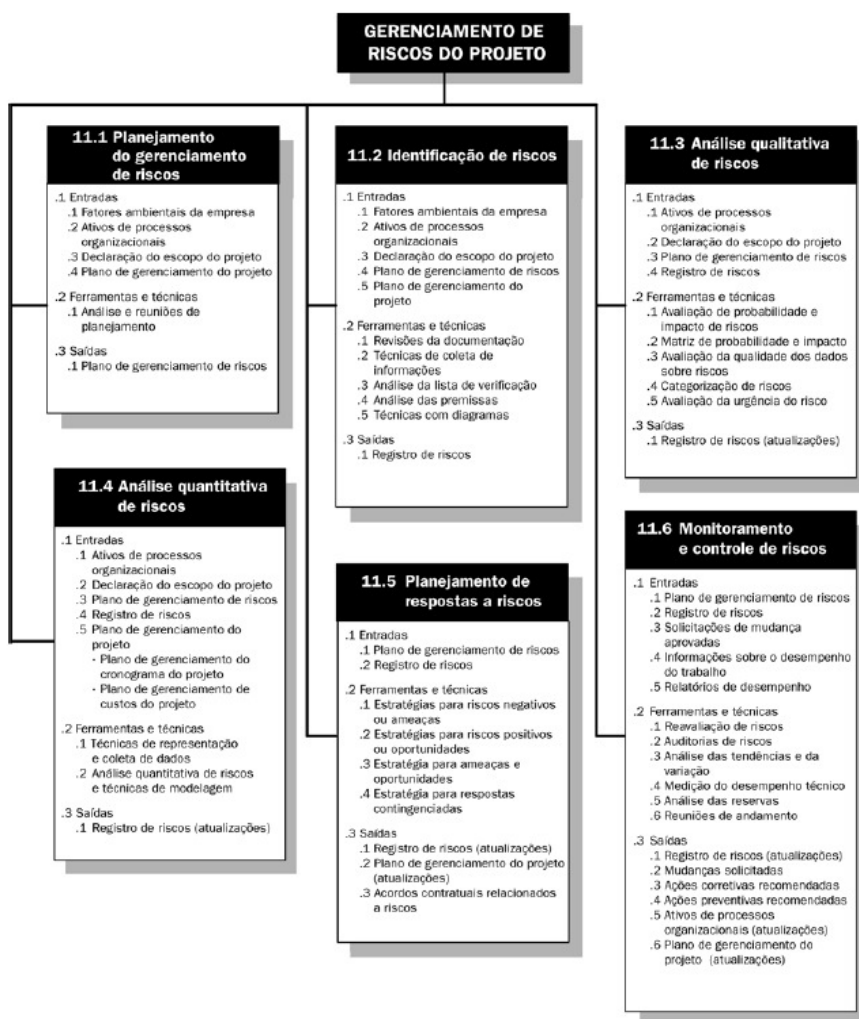 GERENCIAMENTO DE
RISCOS DO PROJETO
11.1 Planejamento
do gerenciamento
de riscos
.1 Entradas
.1 Fatores ambientais da empresa
.2 Ativos de processos
organizacionais
.3 Declaração do escopo do projeto
.4 Plano de gerenciamento do projeto
.2 Ferramentas e técnicas
.1 Análise e reuniões de
planejamento
.3 Saídas
.1 Plano de gerenciamento de riscos
11.2 Identificação de riscos
.1 Entradas
.1 Fatores ambientais da empresa
.2 Ativos de processos
organizacionais
.3 Declaração do escopo do projeto
.4 Plano de gerenciamento de riscos
.5 Plano de gerenciamento do
projeto
.2 Ferramentas e técnicas
.1 Revisões da documentação
.2 Técnicas de coleta de
informações
.3 Análise da lista de verificação
.4 Análise das premissas
.5 Técnicas com diagramas
.3 Saídas
.1 Registro de riscos
11.3 Análise qualitativa
de riscos
.1 Entradas
.1 Ativos de processos
organizacionais
.2 Declaração do escopo do projeto
.3 Plano de gerenciamento de riscos
.4 Registro de riscos
.2 Ferramentas e técnicas
.1 Avaliação de probabilidade e
impacto de riscos
.2 Matriz de probabilidade e impacto
.3 Avaliação da qualidade dos dados
sobre riscos
.4 Categorização de riscos
.5 Avaliação da urgência do risco
.3 Saídas
.1 Registro de riscos (atualizações)
11.4 Análise quantitativa
de riscos
.1 Entradas
.1 Ativos de processos
organizacionais
.2 Declaração do escopo do projeto
.3 Plano de gerenciamento de riscos
.4 Registro de riscos
.5 Plano de gerenciamento do
projeto
- Plano de gerenciamento do
cronograma do projeto
- Plano de gerenciamento de
custos do projeto
.2 Ferramentas e técnicas
.1 Técnicas de representação
e coleta de dados
.2 Análise quantitativa de riscos
e técnicas de modelagem
.3 Saídas
.1 Registro de riscos (atualizações)
11.5 Planejamento de
respostas a riscos
.1 Entradas
.1 Plano de gerenciamento de riscos
.2 Registro de riscos
.2 Ferramentas e técnicas
.1 Estratégias para riscos negativos
ou ameaças
.2 Estratégias para riscos positivos
ou oportunidades
.3 Estratégia para ameaças e
oportunidades
.4 Estratégia para respostas
contingenciadas
.3 Saídas
.1 Registro de riscos (atualizações)
.2 Plano de gerenciamento do projeto
(atualizações)
.3 Acordos contratuais relacionados
a riscos
11.6 Monitoramento
e controle de riscos
.1 Entradas
.1 Plano de gerenciamento de riscos
.2 Registro de riscos
.3 Solicitações de mudança
aprovadas
.4 Informações sobre o desempenho
do trabalho
.5 Relatórios de desempenho
.2 Ferramentas e técnicas
.1 Reavaliação de riscos
.2 Auditorias de riscos
.3 Análise das tendências e da
variação
.4 Medição do desempenho técnico
.5 Análise das reservas
.6 Reuniões de andamento
.3 Saídas
.1 Registro de riscos (atualizações)
.2 Mudanças solicitadas
.3 Ações corretivas recomendadas
.4 Ações preventivas recomendadas
.5 Ativos de processos
organizacionais (atualizações)
.6 Plano de gerenciamento do
projeto (atualizações)